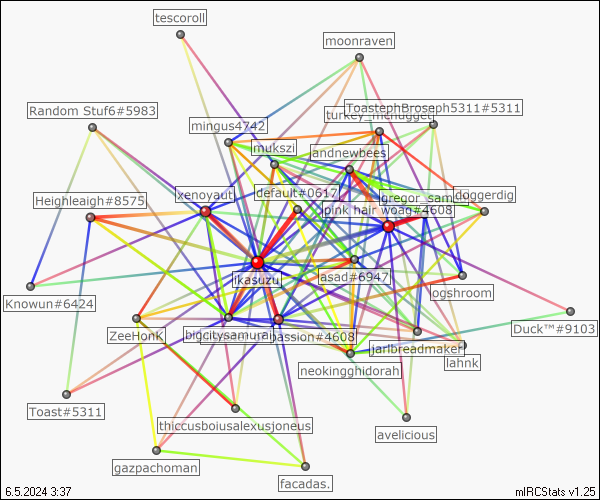 tescoroll
moonraven
ToastephBroseph5311#5311
Random Stuf6#5983
turkey_mcnugget
mingus4742
mukszi
andnewbees
xenoyaut
default#0617
gregor_sam
doggerdig
Heighleaigh#8575
pink hair woag#4608
ikasuzu
asad#6947
logshroom
Knowun#6424
Duck™#9103
ZeeHonk
bigcitysamurai
passion#4608
jarlbreadmaker
lahnk
neokingghidorah
Toast#5311
thiccusboiusalexusjoneus
avelicious
gazpachoman
facadas.
6.5.2024 3:37
mIRCStats v1.25